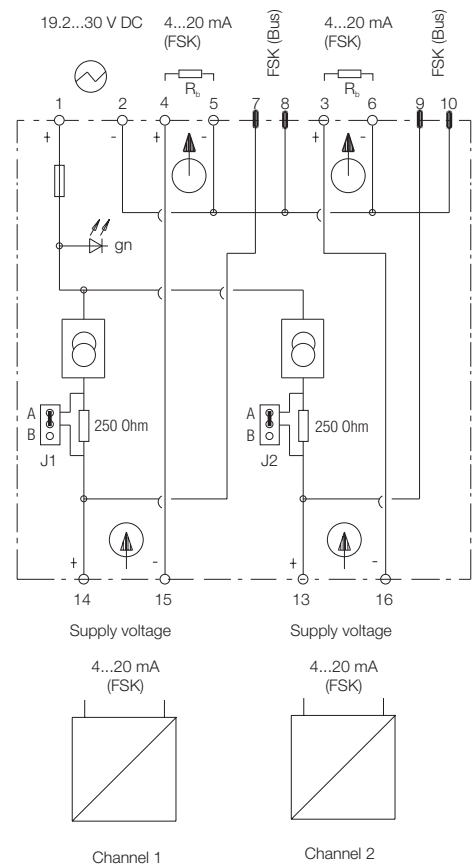 19.2...30 V DC 4...20 mA (FSK) FSK (Bus) 4...20 mA (FSK) FSK (Bus)
R_b R_b
1 2 4 5 7 8 3 6 9 10
+ - + - + -
gn
A
B
J1
250 Ohm
A
B
J2
250 Ohm
+ - + -
14 15 13 16
Supply voltage Supply voltage
4...20 mA 4...20 mA
(FSK) (FSK)
Channel 1 Channel 2